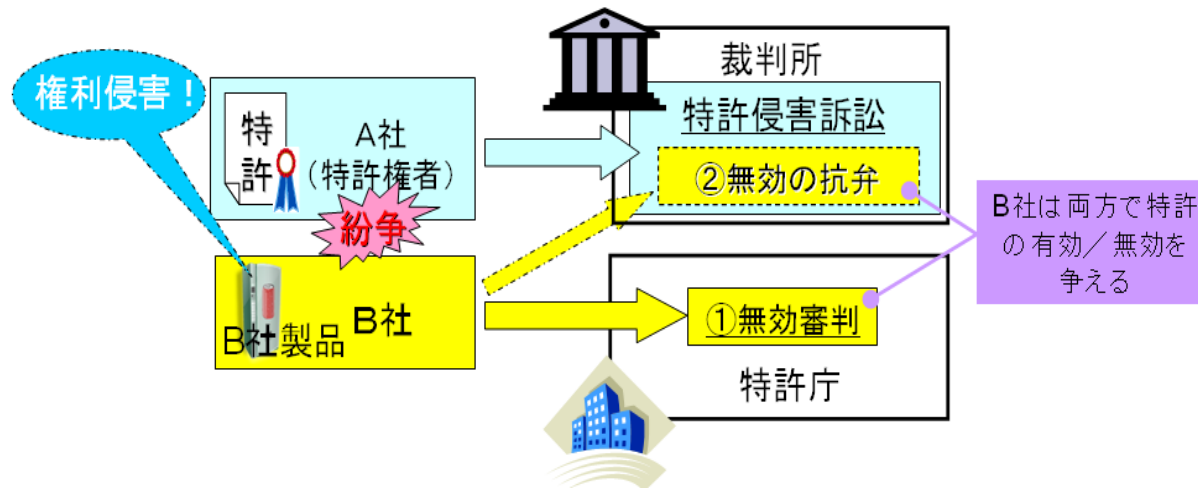 権利侵害！
特
許
A社
（特許権者）
紛争
B社製品
B社
裁判所
特許侵害訴訟
②無効の抗弁
①無効審判
特許庁
B社は両方で特許
の有効／無効を
争える